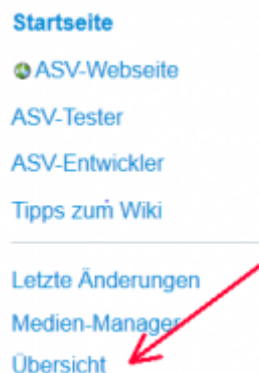 Startseite
ASV-Webseite
ASV-Tester
ASV-Entwickler
Tipps zum Wiki
Letzte Änderungen
Medien-Manager
Übersicht